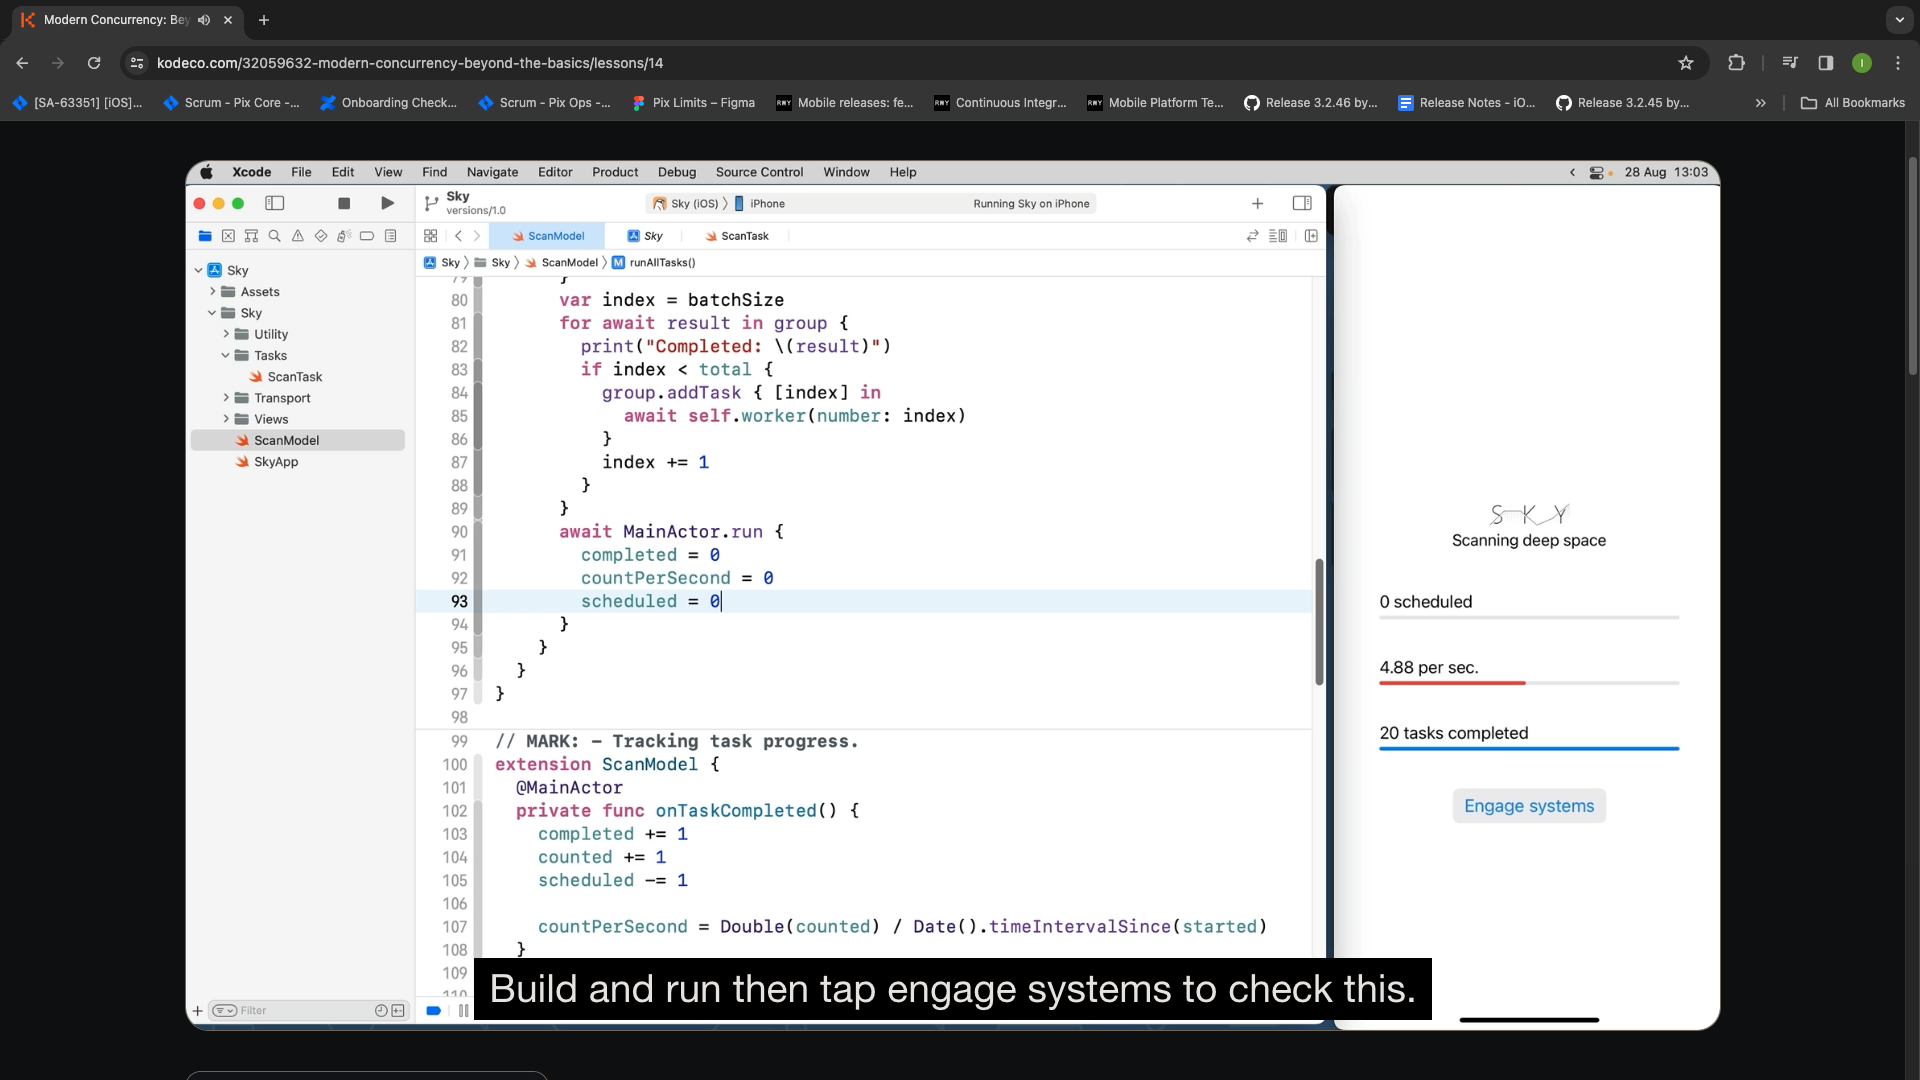 Modern Concurrency: Bey
kodeco.com/32059632-modern-concurrency-beyond-the-basics/lessons/14
I
[SA-63351] [iOS]...
Scrum - Pix Core -...
Onboarding Check...
Scrum - Pix Ops -...
Pix Limits – Figma
RWY Mobile releases: fe...
RWY Continuous Integr...
RWY Mobile Platform Te...
Release 3.2.46 by...
Release Notes - iO...
Release 3.2.45 by...
All Bookmarks
Xcode File Edit View Find Navigate Editor Product Debug Source Control Window Help
28 Aug 13:03
Sky
versions/1.0
Sky (iOS) 〉 iPhone
Running Sky on iPhone
ScanModel
Sky
ScanTask
Sky 〉 Sky 〉 ScanModel 〉 M runAllTasks()
Sky
Assets
Sky
Utility
Tasks
ScanTask
Transport
Views
ScanModel
SkyApp
Filter
79 }
80 var index = batchSize
81 for await result in group {
82 print("Completed: \(result)")
83 if index < total {
84 group.addTask { [index] in
85 await self.worker(number: index)
86 }
87 index += 1
88 }
89 }
90 await MainActor.run {
91 completed = 0
92 countPerSecond = 0
93 scheduled = 0
94 }
95 }
96 }
97 }
98
99 // MARK: – Tracking task progress.
100 extension ScanModel {
101 @MainActor
102 private func onTaskCompleted() {
103 completed += 1
104 counted += 1
105 scheduled -= 1
106
107 countPerSecond = Double(counted) / Date().timeIntervalSince(started)
108 }
109
110
S-K-Y
Scanning deep space
0 scheduled
4.88 per sec.
20 tasks completed
Engage systems
Build and run then tap engage systems to check this.